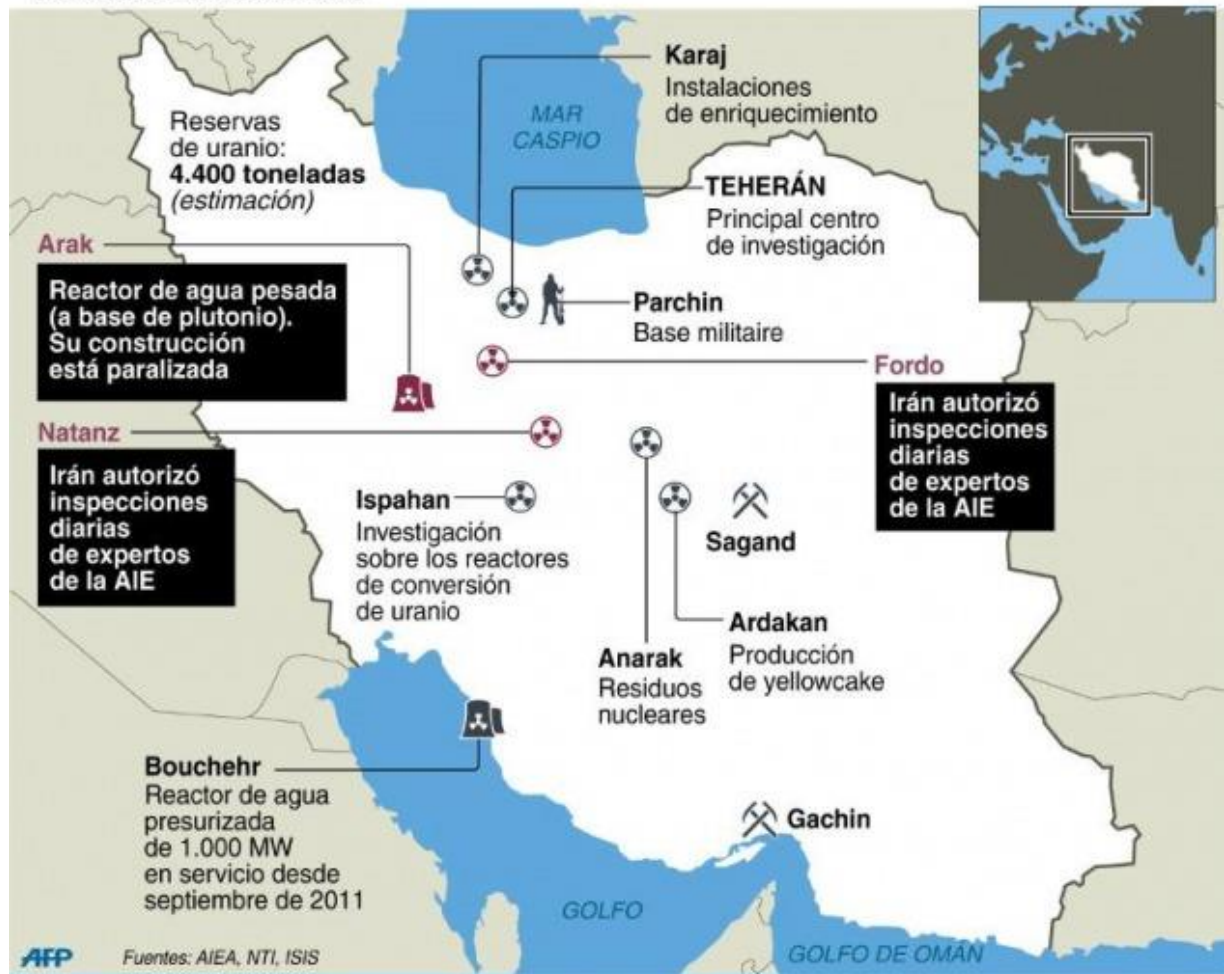 Karaj
Instalaciones
de enriquecimiento
MAR
CASPIO
Reservas
de uranio:
4.400 toneladas
(estimación)
TEHERÁN
Principal centro
de investigación
Arak
Reactor de agua pesada
(a base de plutonio).
Su construcción
está paralizada
Parchin
Base militaire
Fordo
Irán autorizó
inspecciones
diarias
de expertos
de la AIE
Natanz
Irán autorizó
inspecciones
diarias
de expertos
de la AIE
Ispahan
Investigación
sobre los reactores
de conversión
de uranio
Sagand
Anarak
Residuos
nucleares
Ardakan
Producción
de yellowcake
Bouchehr
Reactor de agua
presurizada
de 1.000 MW
en servicio desde
septiembre de 2011
Gachin
GOLFO
GOLFO DE OMÁN
AFP
Fuentes: AIEA, NTI, ISIS